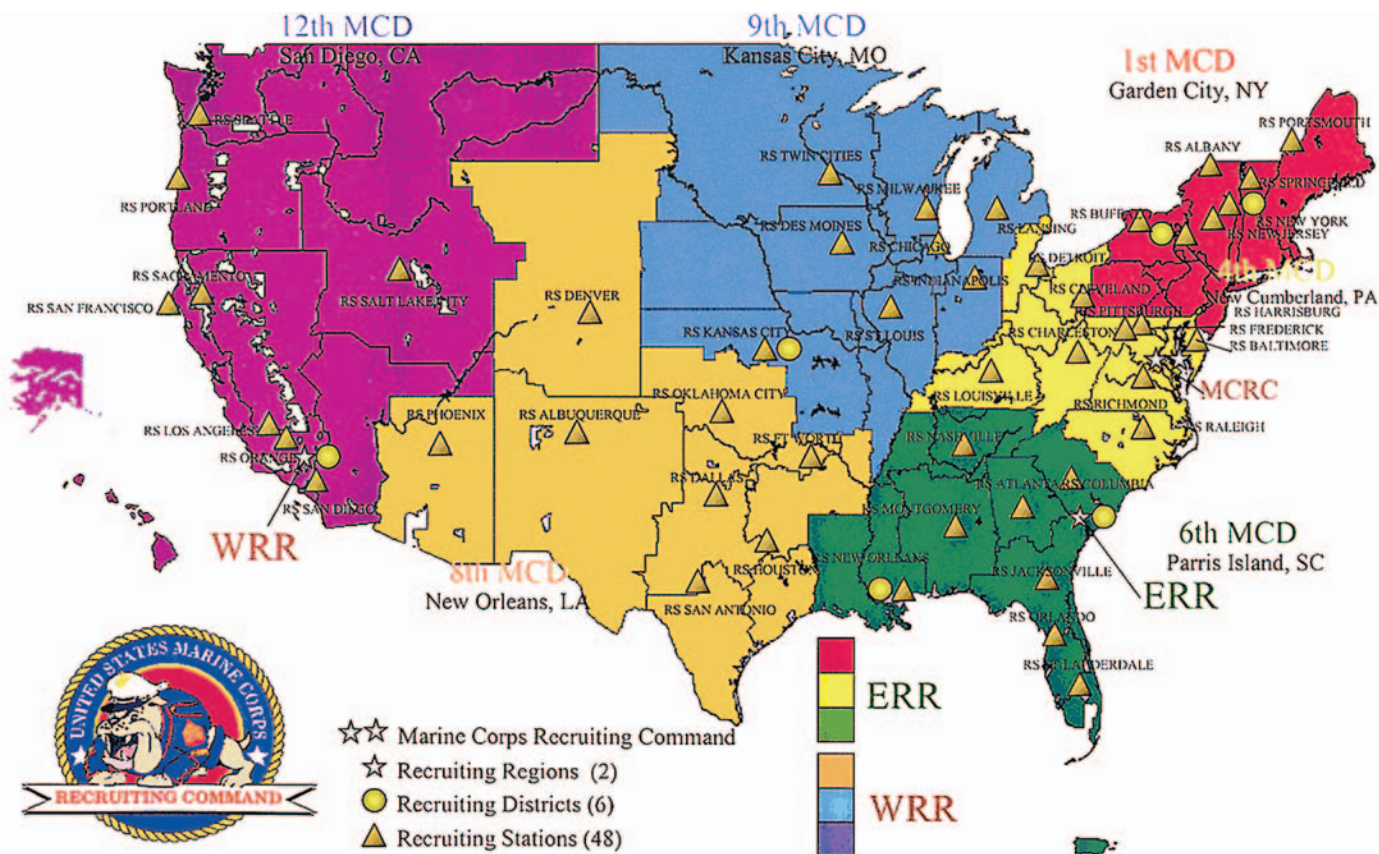 12th MCD
San Diego, CA
9th MCD
Kansas City, MO
1st MCD
Garden City, NY
RS PORTSMOUTH
RS ALBANY
RS SEATTLE
RS TWIN CITIES
RS MILWAUKEE
RS SPRINGFIELD
RS PORTLAND
RS BUFFALO
RS NEW YORK
RS NEW JERSEY
RS LANSING
RS DES MOINES
RS CHICAGO
RS DETROIT
4th MCD
New Cumberland, PA
RS SACRAMENTO
RS SAN FRANCISCO
RS SALT LAKE CITY
RS DENVER
RS INDIANAPOLIS
RS CLEVELAND
RS PITTSBURGH
RS HARRISBURG
RS FREDERICK
RS BALTIMORE
RS KANSAS CITY
RS ST LOUIS
RS CHARLESTON
MCRC
RS LOUISVILLE
RS RICHMOND
RS RALEIGH
RS OKLAHOMA CITY
RS PHOENIX
RS ALBUQUERQUE
RS LOS ANGELES
RS ORANGE
RS FT WORTH
RS NASHVILLE
RS DALLAS
RS ATLANTA
RS COLUMBIA
RS SAN DIEGO
RS MONTGOMERY
6th MCD
Parris Island, SC
WRR
8th MCD
New Orleans, LA
RS HOUSTON
RS NEW ORLEANS
RS JACKSONVILLE
ERR
RS SAN ANTONIO
RS ORLANDO
RS FT LAUDERDALE
UNITED STATES MARINE CORPS
RECRUITING COMMAND
Marine Corps Recruiting Command
Recruiting Regions (2)
Recruiting Districts (6)
Recruiting Stations (48)
ERR
WRR